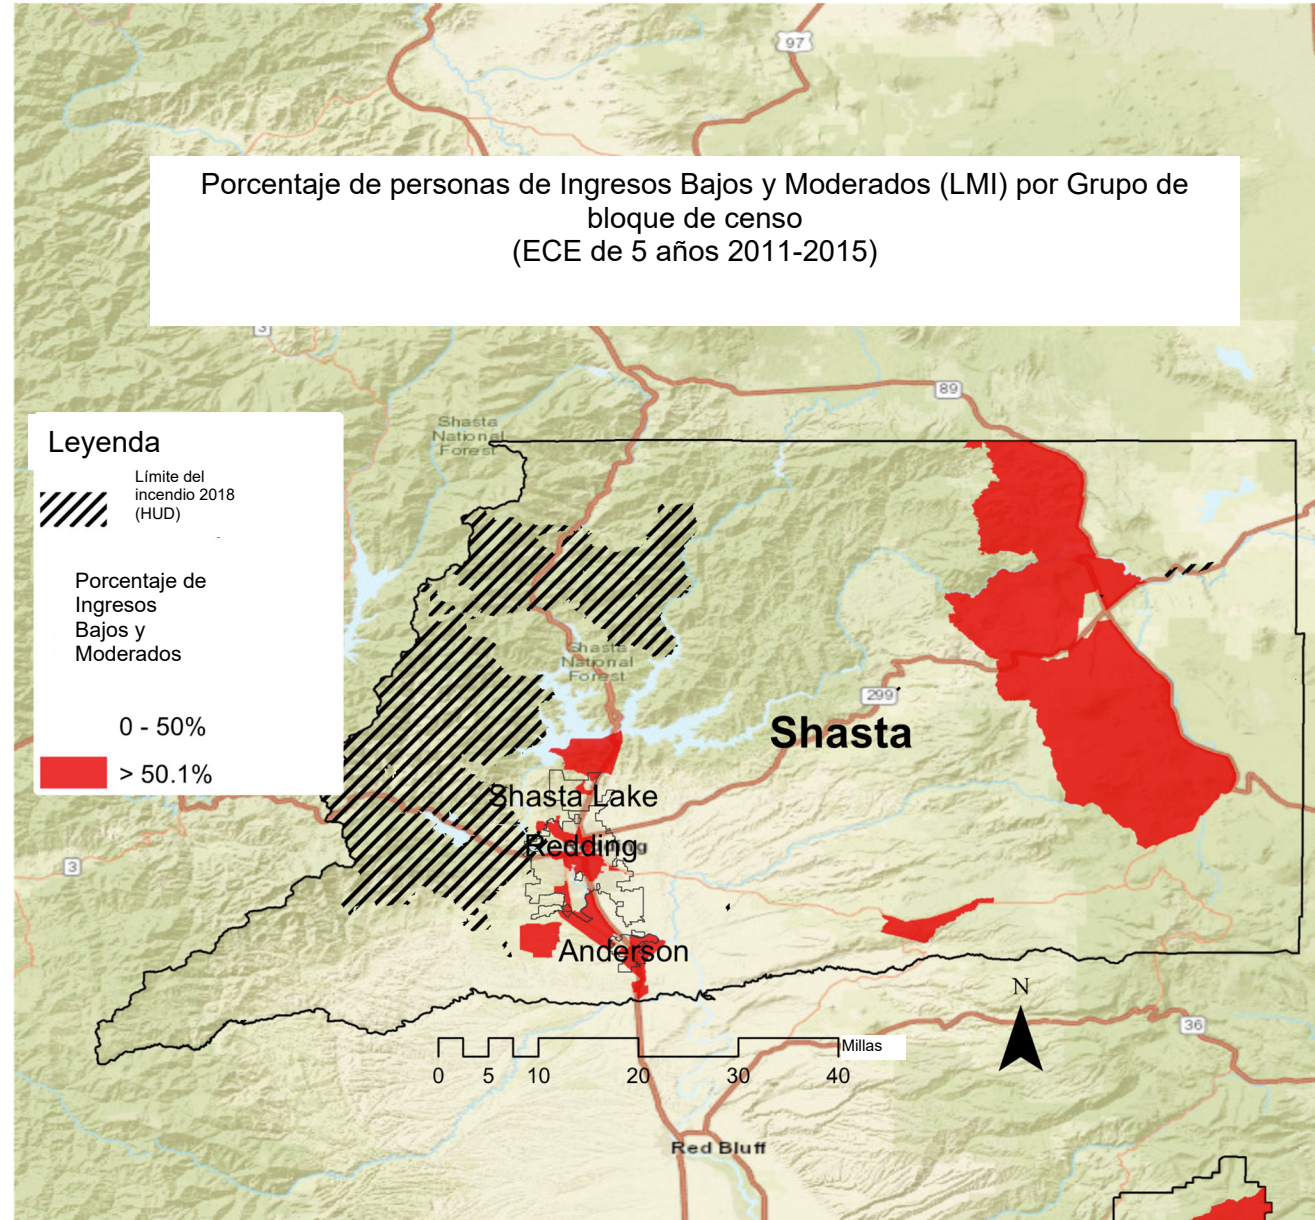 97
Porcentaje de personas de Ingresos Bajos y Moderados (LMI) por Grupo de
bloque de censo
(ECE de 5 años 2011-2015)
3
89
Shasta
National
Forest
Leyenda
Límite del
incendio 2018
(HUD)
Porcentaje de
Ingresos
Bajos y
Moderados
0 - 50%
> 50.1%
Shasta
National
Forest
299
Shasta
Shasta Lake
Redding
3
Anderson
N
36
Millas
0 5 10 20 30 40
Red Bluff